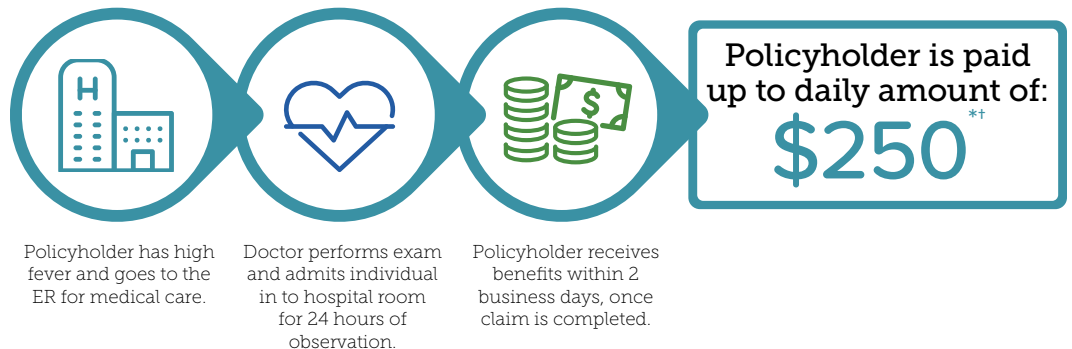 H
$
Policyholder is paid
up to daily amount of:
$250*†
Policyholder has high
fever and goes to the
ER for medical care.
Doctor performs exam
and admits individual
in to hospital room
for 24 hours of
observation.
Policyholder receives
benefits within 2
business days, once
claim is completed.